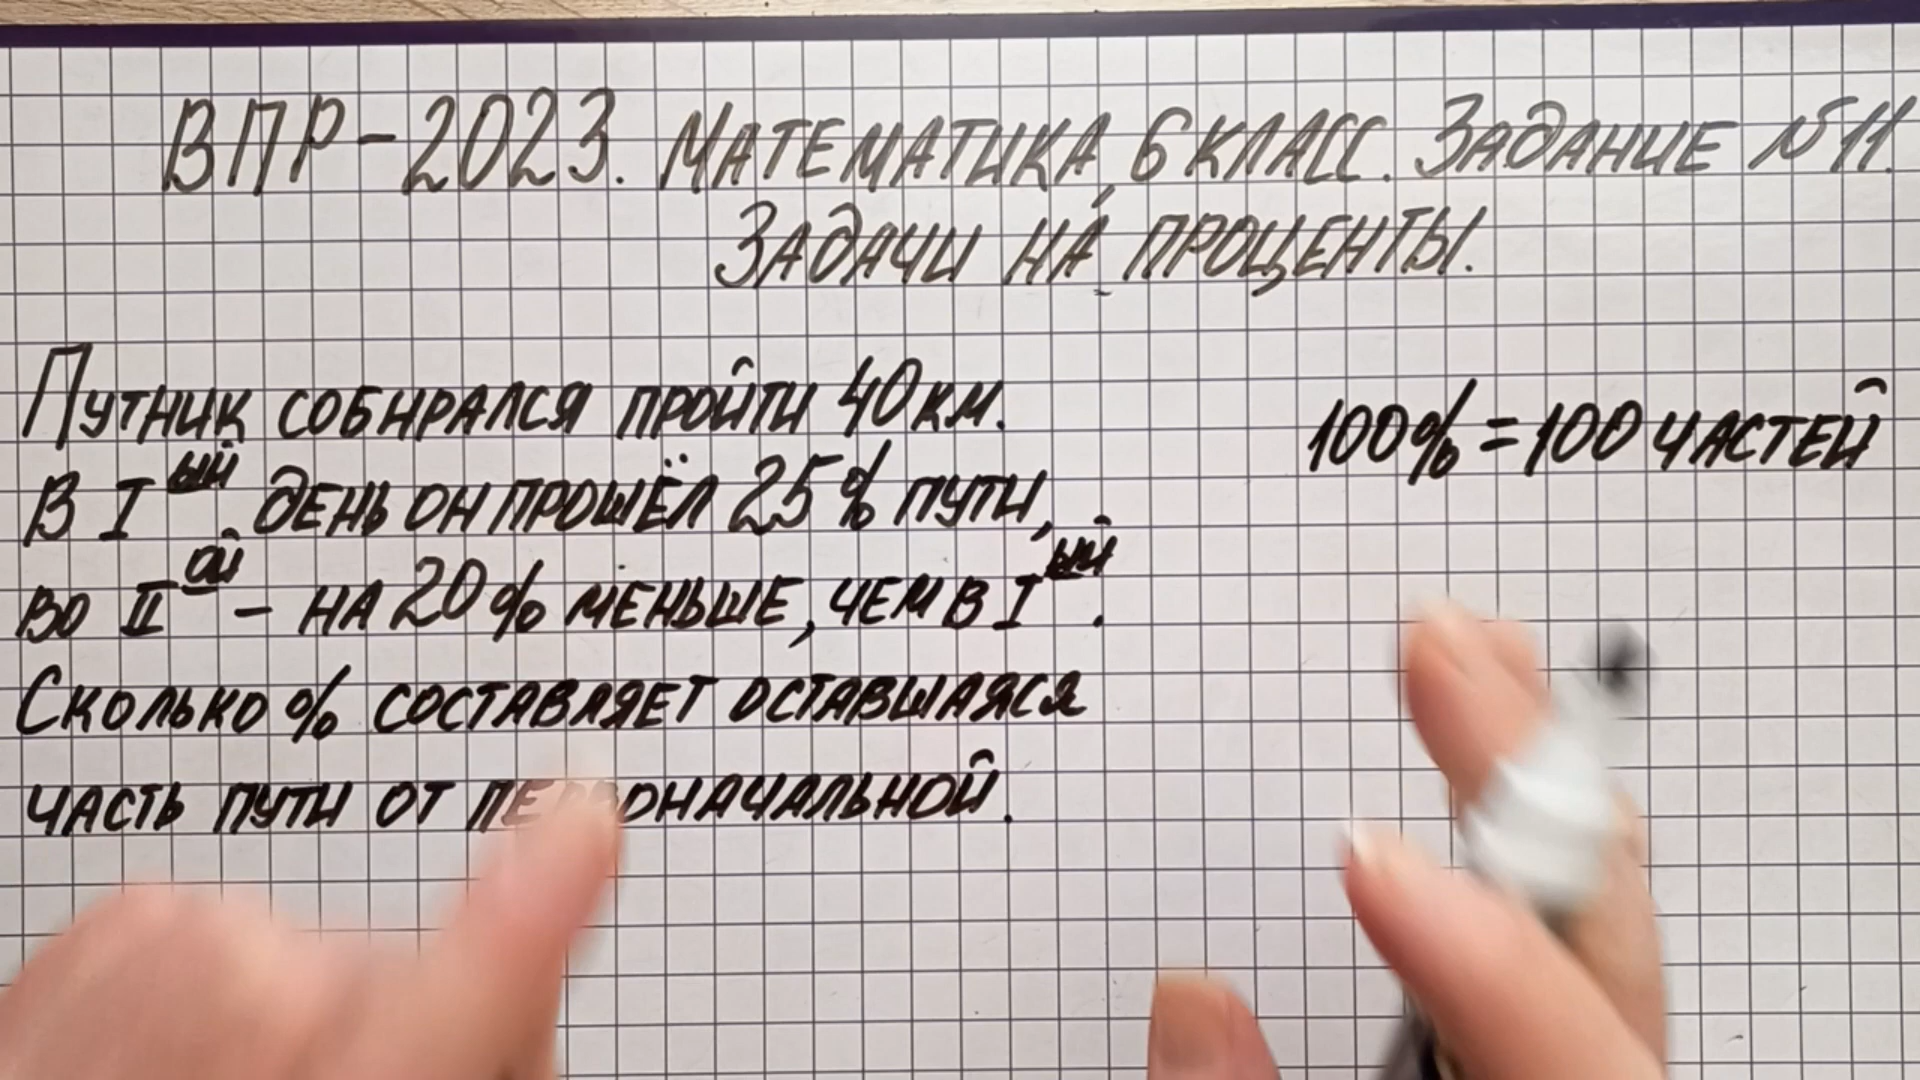 ВПР-2023. МАТЕМАТИКА, 6 КЛАСС. ЗАДАНИЕ №11.
ЗАДАЧИ НА ПРОЦЕНТЫ.
ПУТНИК СОБИРАЛСЯ ПРОЙТИ 40 КМ.
В I ЫЙ ДЕНЬ ОН ПРОШЁЛ 25% ПУТИ,
ВО II ОЙ – НА 20% МЕНЬШЕ, ЧЕМ В I ЫЙ.
СКОЛЬКО % СОСТАВЛЯЕТ ОСТАВШАЯСЯ
ЧАСТЬ ПУТИ ОТ ПЕРВОНАЧАЛЬНОЙ.
100% = 100 ЧАСТЕЙ